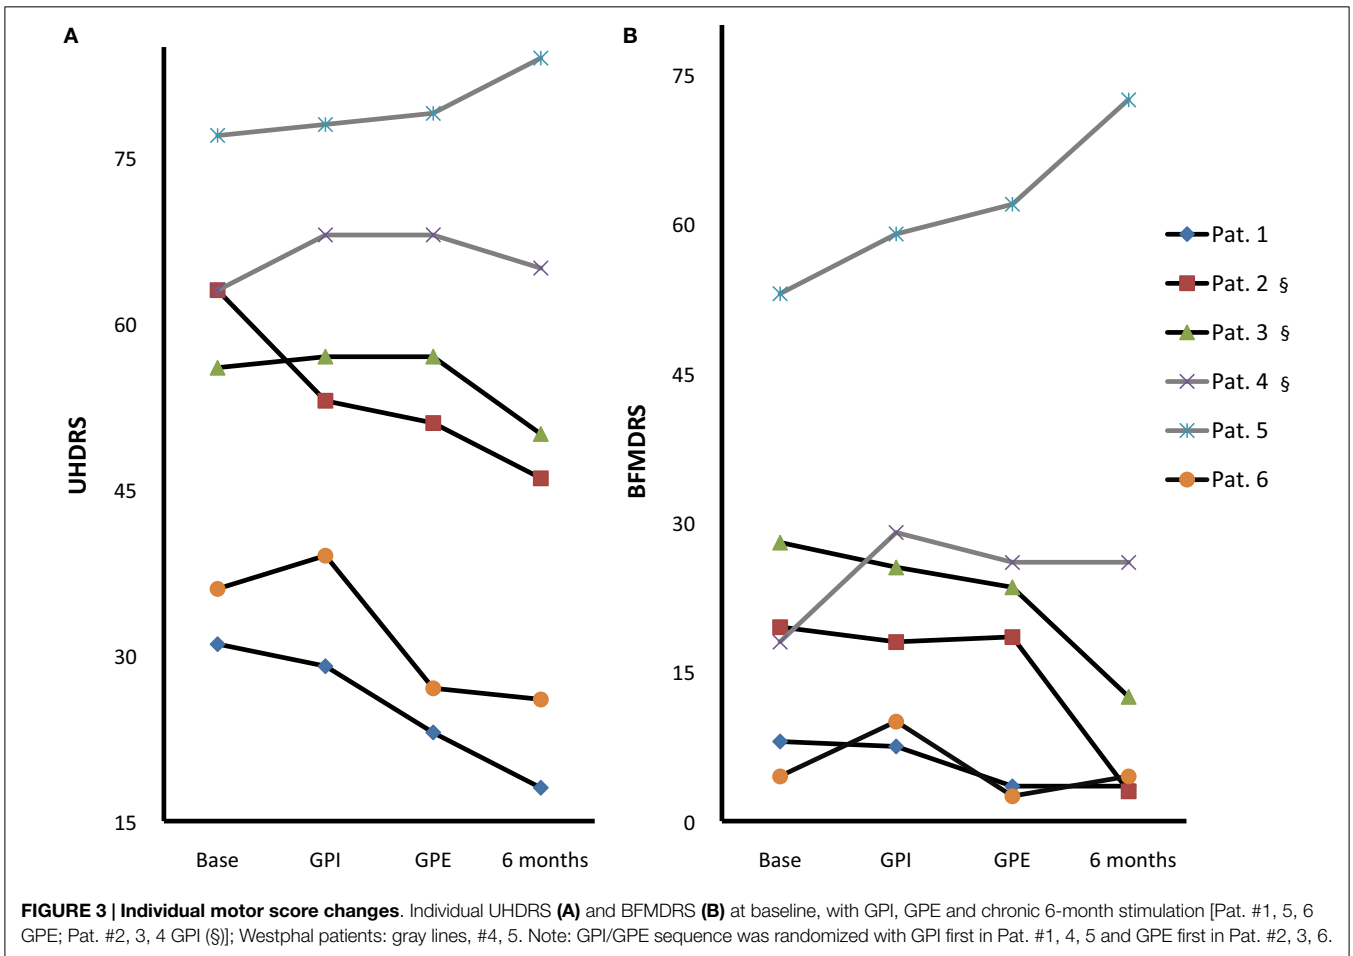 A
B
75
60
45
30
15
UHDRS
Base GPI GPE 6 months
75
60
45
30
15
0
BFMDRS
Base GPI GPE 6 months
Pat. 1
Pat. 2 §
Pat. 3 §
Pat. 4 §
Pat. 5
Pat. 6
FIGURE 3 | Individual motor score changes. Individual UHDRS (A) and BFMDRS (B) at baseline, with GPI, GPE and chronic 6-month stimulation [Pat. #1, 5, 6
GPE; Pat. #2, 3, 4 GPI (§)]; Westphal patients: gray lines, #4, 5. Note: GPI/GPE sequence was randomized with GPI first in Pat. #1, 4, 5 and GPE first in Pat. #2, 3, 6.